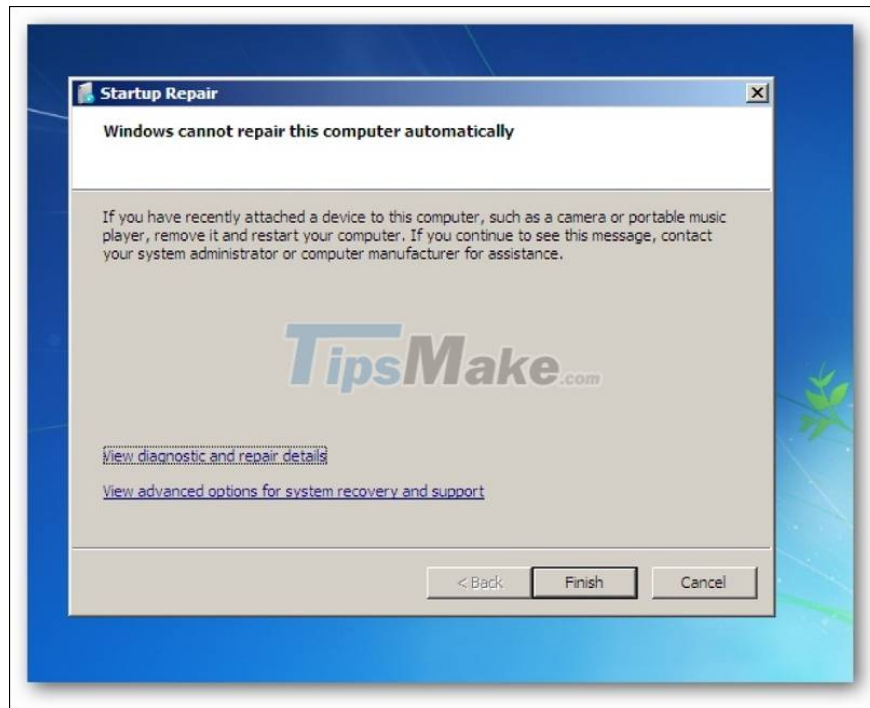 Startup Repair
Windows cannot repair this computer automatically
If you have recently attached a device to this computer, such as a camera or portable music
player, remove it and restart your computer. If you continue to see this message, contact
your system administrator or computer manufacturer for assistance.
TipsMake.com
View diagnostic and repair details
View advanced options for system recovery and support
< Back Finish Cancel